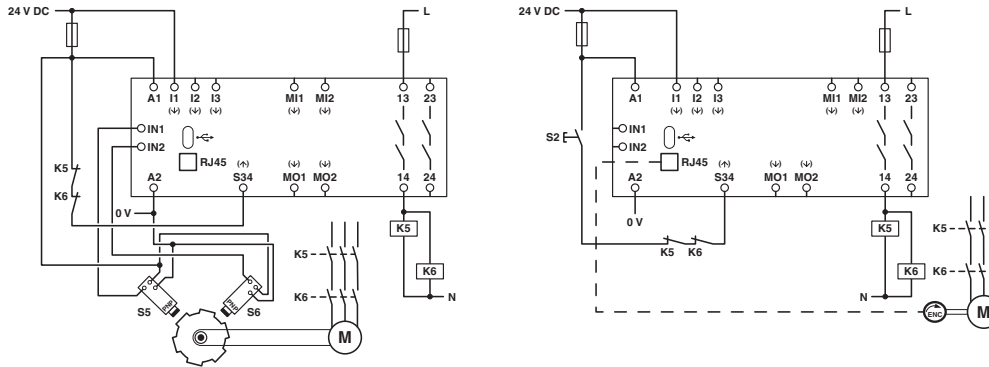 24 V DC
L
A1 I1 I2 I3 MI1 MI2 13 23
(↓) (↓) (↓) (↓) (↓)
IN1
IN2
RJ45
(↑) (↓) (↓)
A2 S34 MO1 MO2 14 24
K5
K6
0 V
K5
K6
N
K5
K6
PNP
PNP
S5
S6
M
24 V DC
L
A1 I1 I2 I3 MI1 MI2 13 23
(↓) (↓) (↓) (↓) (↓)
S2
IN1
IN2
RJ45
(↑) (↓) (↓)
A2 S34 MO1 MO2 14 24
0 V
K5 K6
K5
K6
N
K5
K6
ENC
M